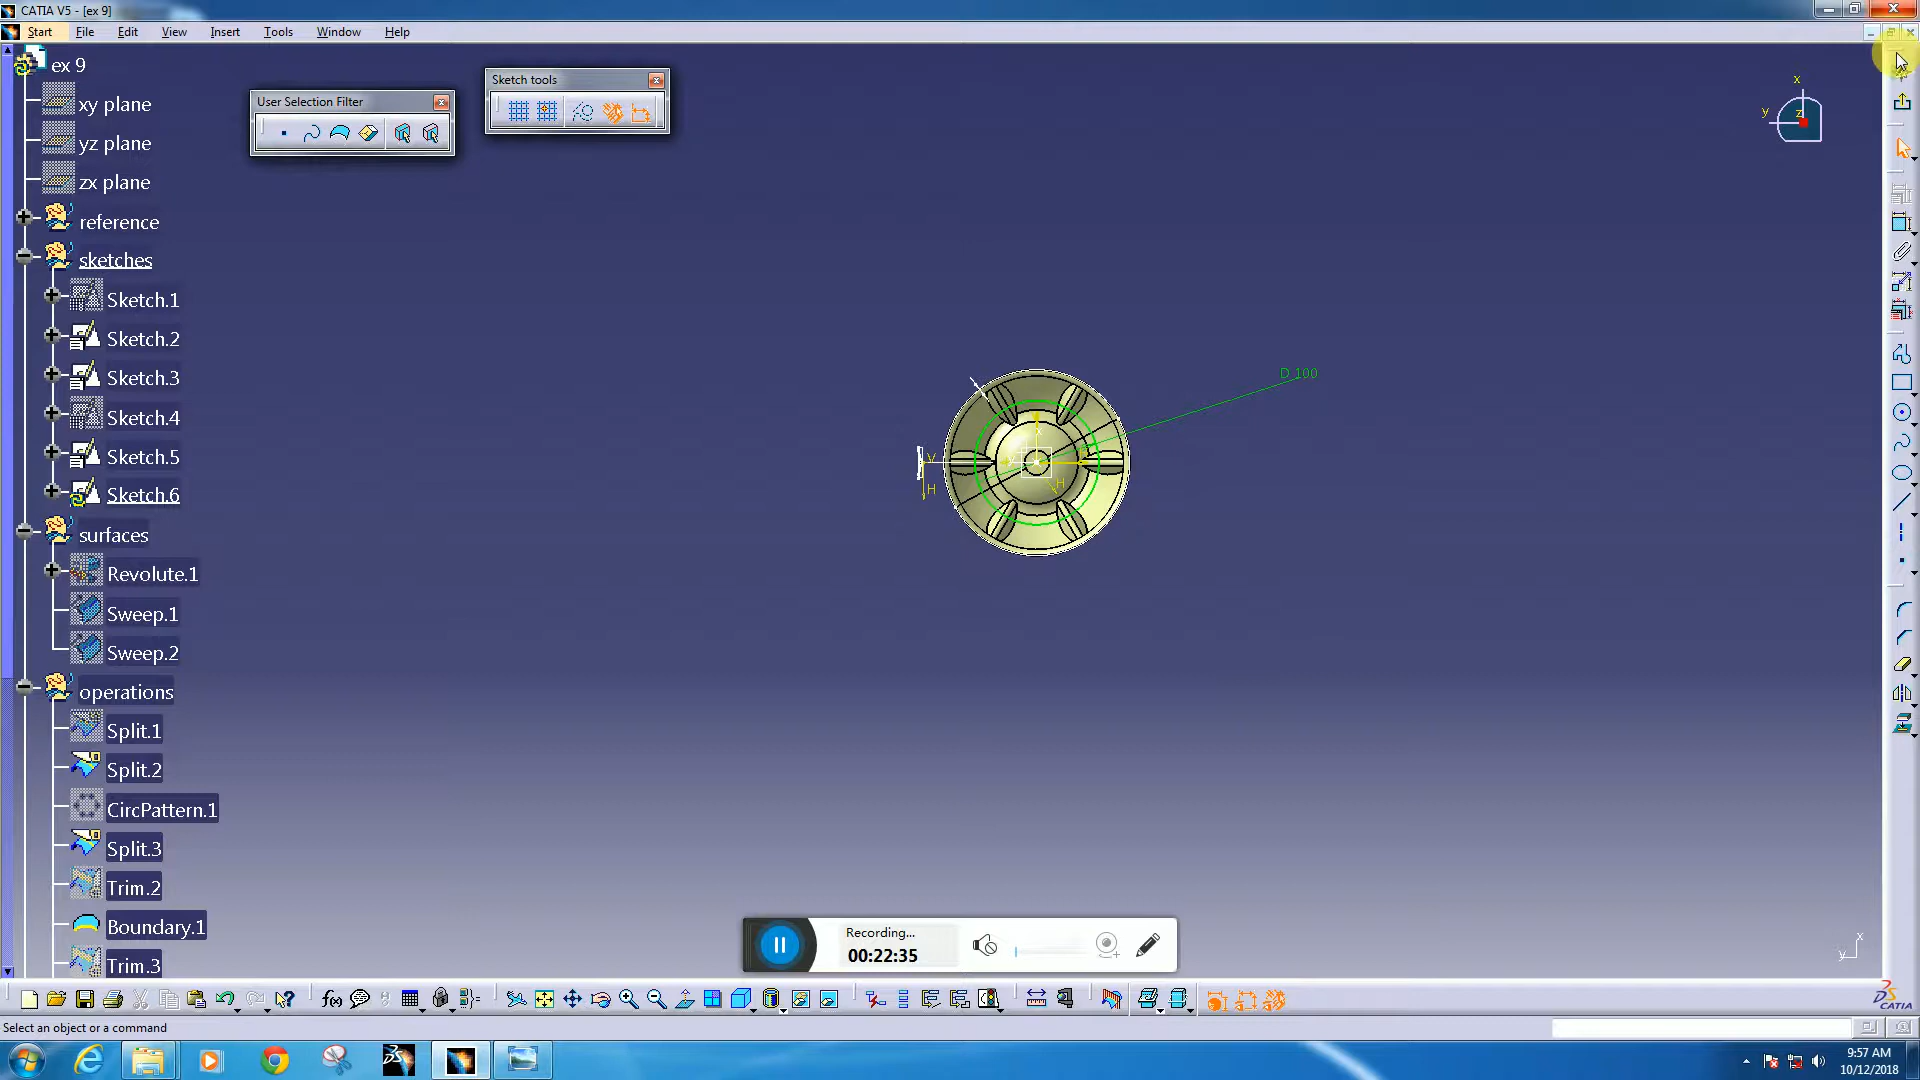 CATIA V5 - [ex 9]
Start File Edit View Insert Tools Window Help
ex 9
xy plane
yz plane
zx plane
reference
sketches
Sketch.1
Sketch.2
Sketch.3
Sketch.4
Sketch.5
Sketch.6
surfaces
Revolute.1
Sweep.1
Sweep.2
operations
Split.1
Split.2
CircPattern.1
Split.3
Trim.2
Boundary.1
Trim.3
User Selection Filter
Sketch tools
D 100
V
H
x
H
x
y
z
x
y
Recording...
00:22:35
f(x)
CATIA
Select an object or a command
9:57 AM
10/12/2018